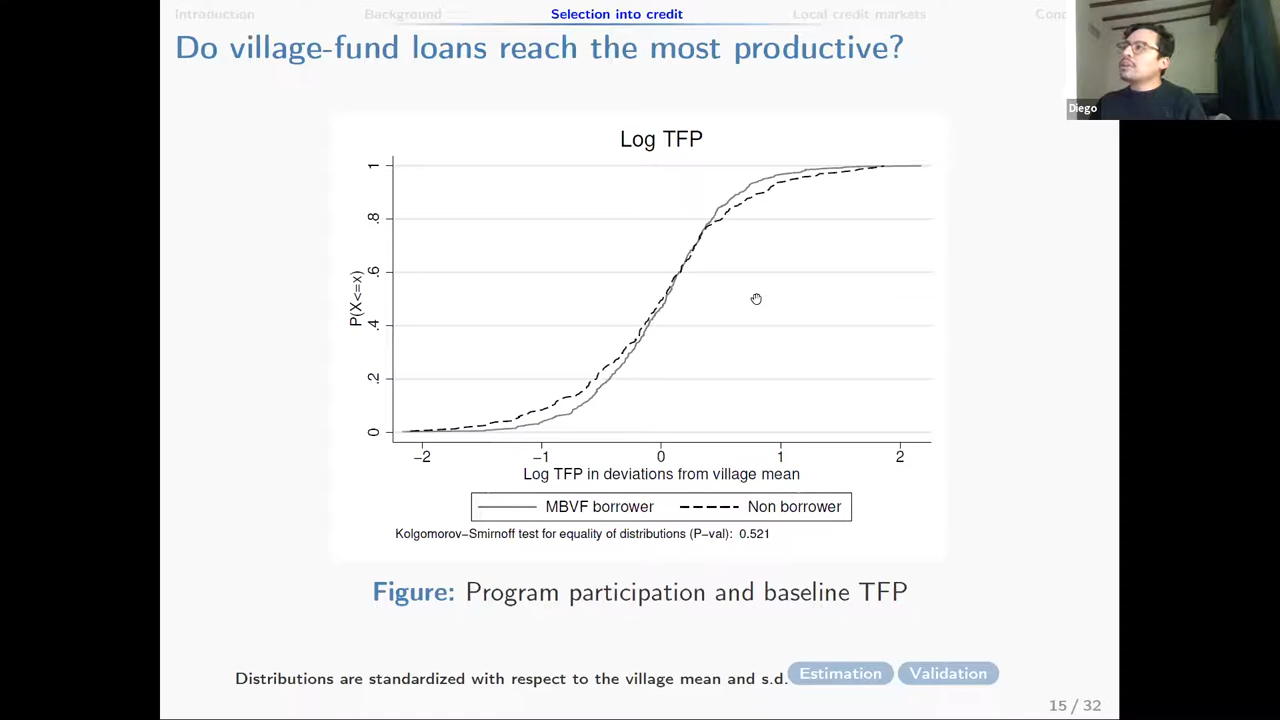 Introduction Background Selection into credit Local credit markets Conc
Do village-fund loans reach the most productive?
Diego
Log TFP
P(X<=x)
1
.8
.6
.4
.2
0
−2 −1 0 1 2
Log TFP in deviations from village mean
MBVF borrower Non borrower
Kolgomorov−Smirnoff test for equality of distributions (P−val): 0.521
Figure: Program participation and baseline TFP
Distributions are standardized with respect to the village mean and s.d. Estimation Validation
15 / 32